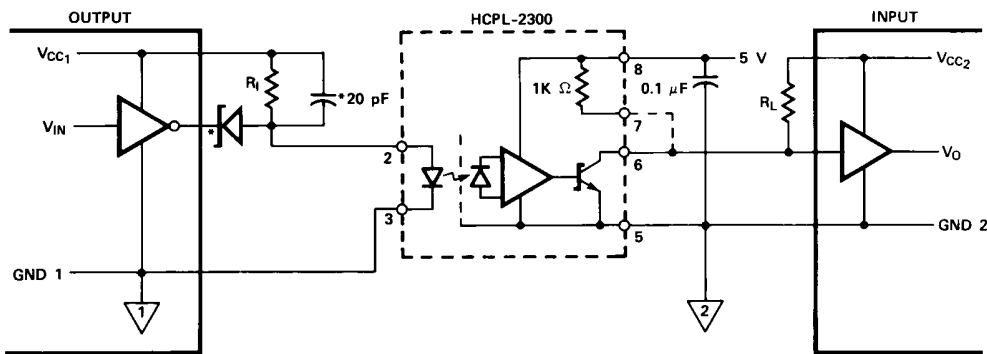 OUTPUT
HCPL-2300
INPUT
VCC1
RI
*20 pF
VIN
*
GND 1
1
2
3
8
1K Ω
7
6
5
5 V
0.1 μF
2
RL
VCC2
VO
GND 2